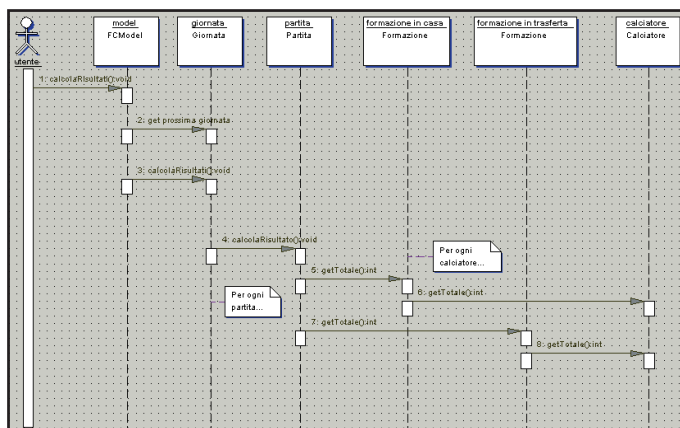 model
FCModel
giornata
Giornata
partita
Partita
formazione in casa
Formazione
formazione in trasferta
Formazione
calciatore
Calciatore
utente
1: calcolaRisultati():void
2: get prossima giornata
3: calcolaRisultati():void
4: calcolaRisultato():void
Per ogni
calciatore...
5: getTotale():int
6: getTotale():int
Per ogni
partita...
7: getTotale():int
8: getTotale():int